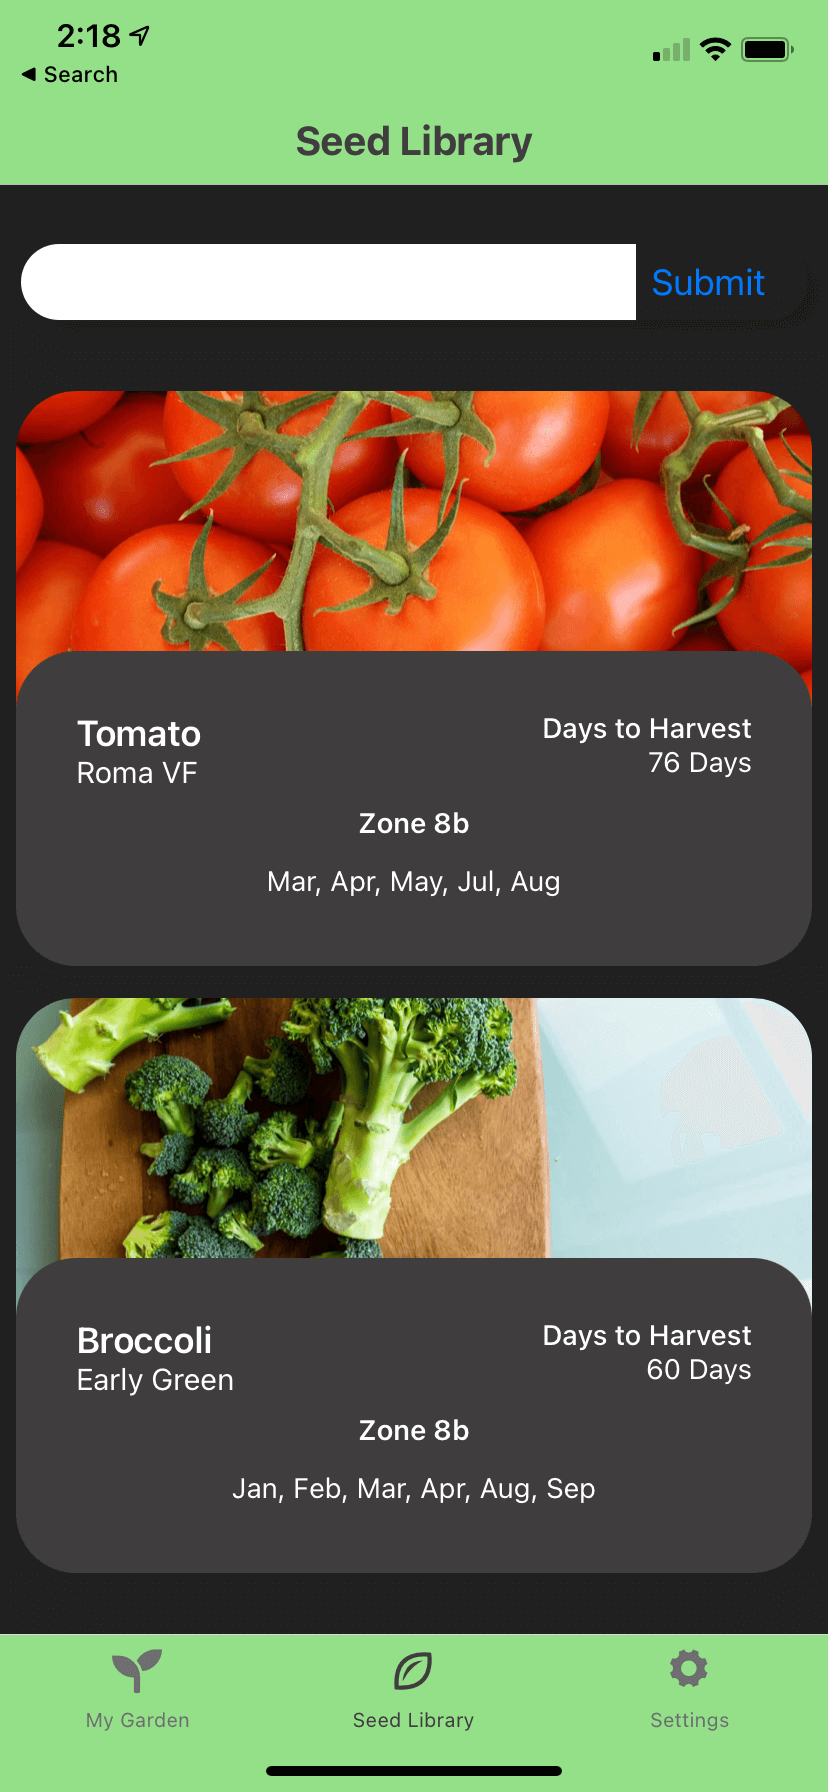 2:18
◀ Search
Seed Library
Submit
Tomato
Roma VF
Days to Harvest
76 Days
Zone 8b
Mar, Apr, May, Jul, Aug
Broccoli
Early Green
Days to Harvest
60 Days
Zone 8b
Jan, Feb, Mar, Apr, Aug, Sep
My Garden
Seed Library
Settings